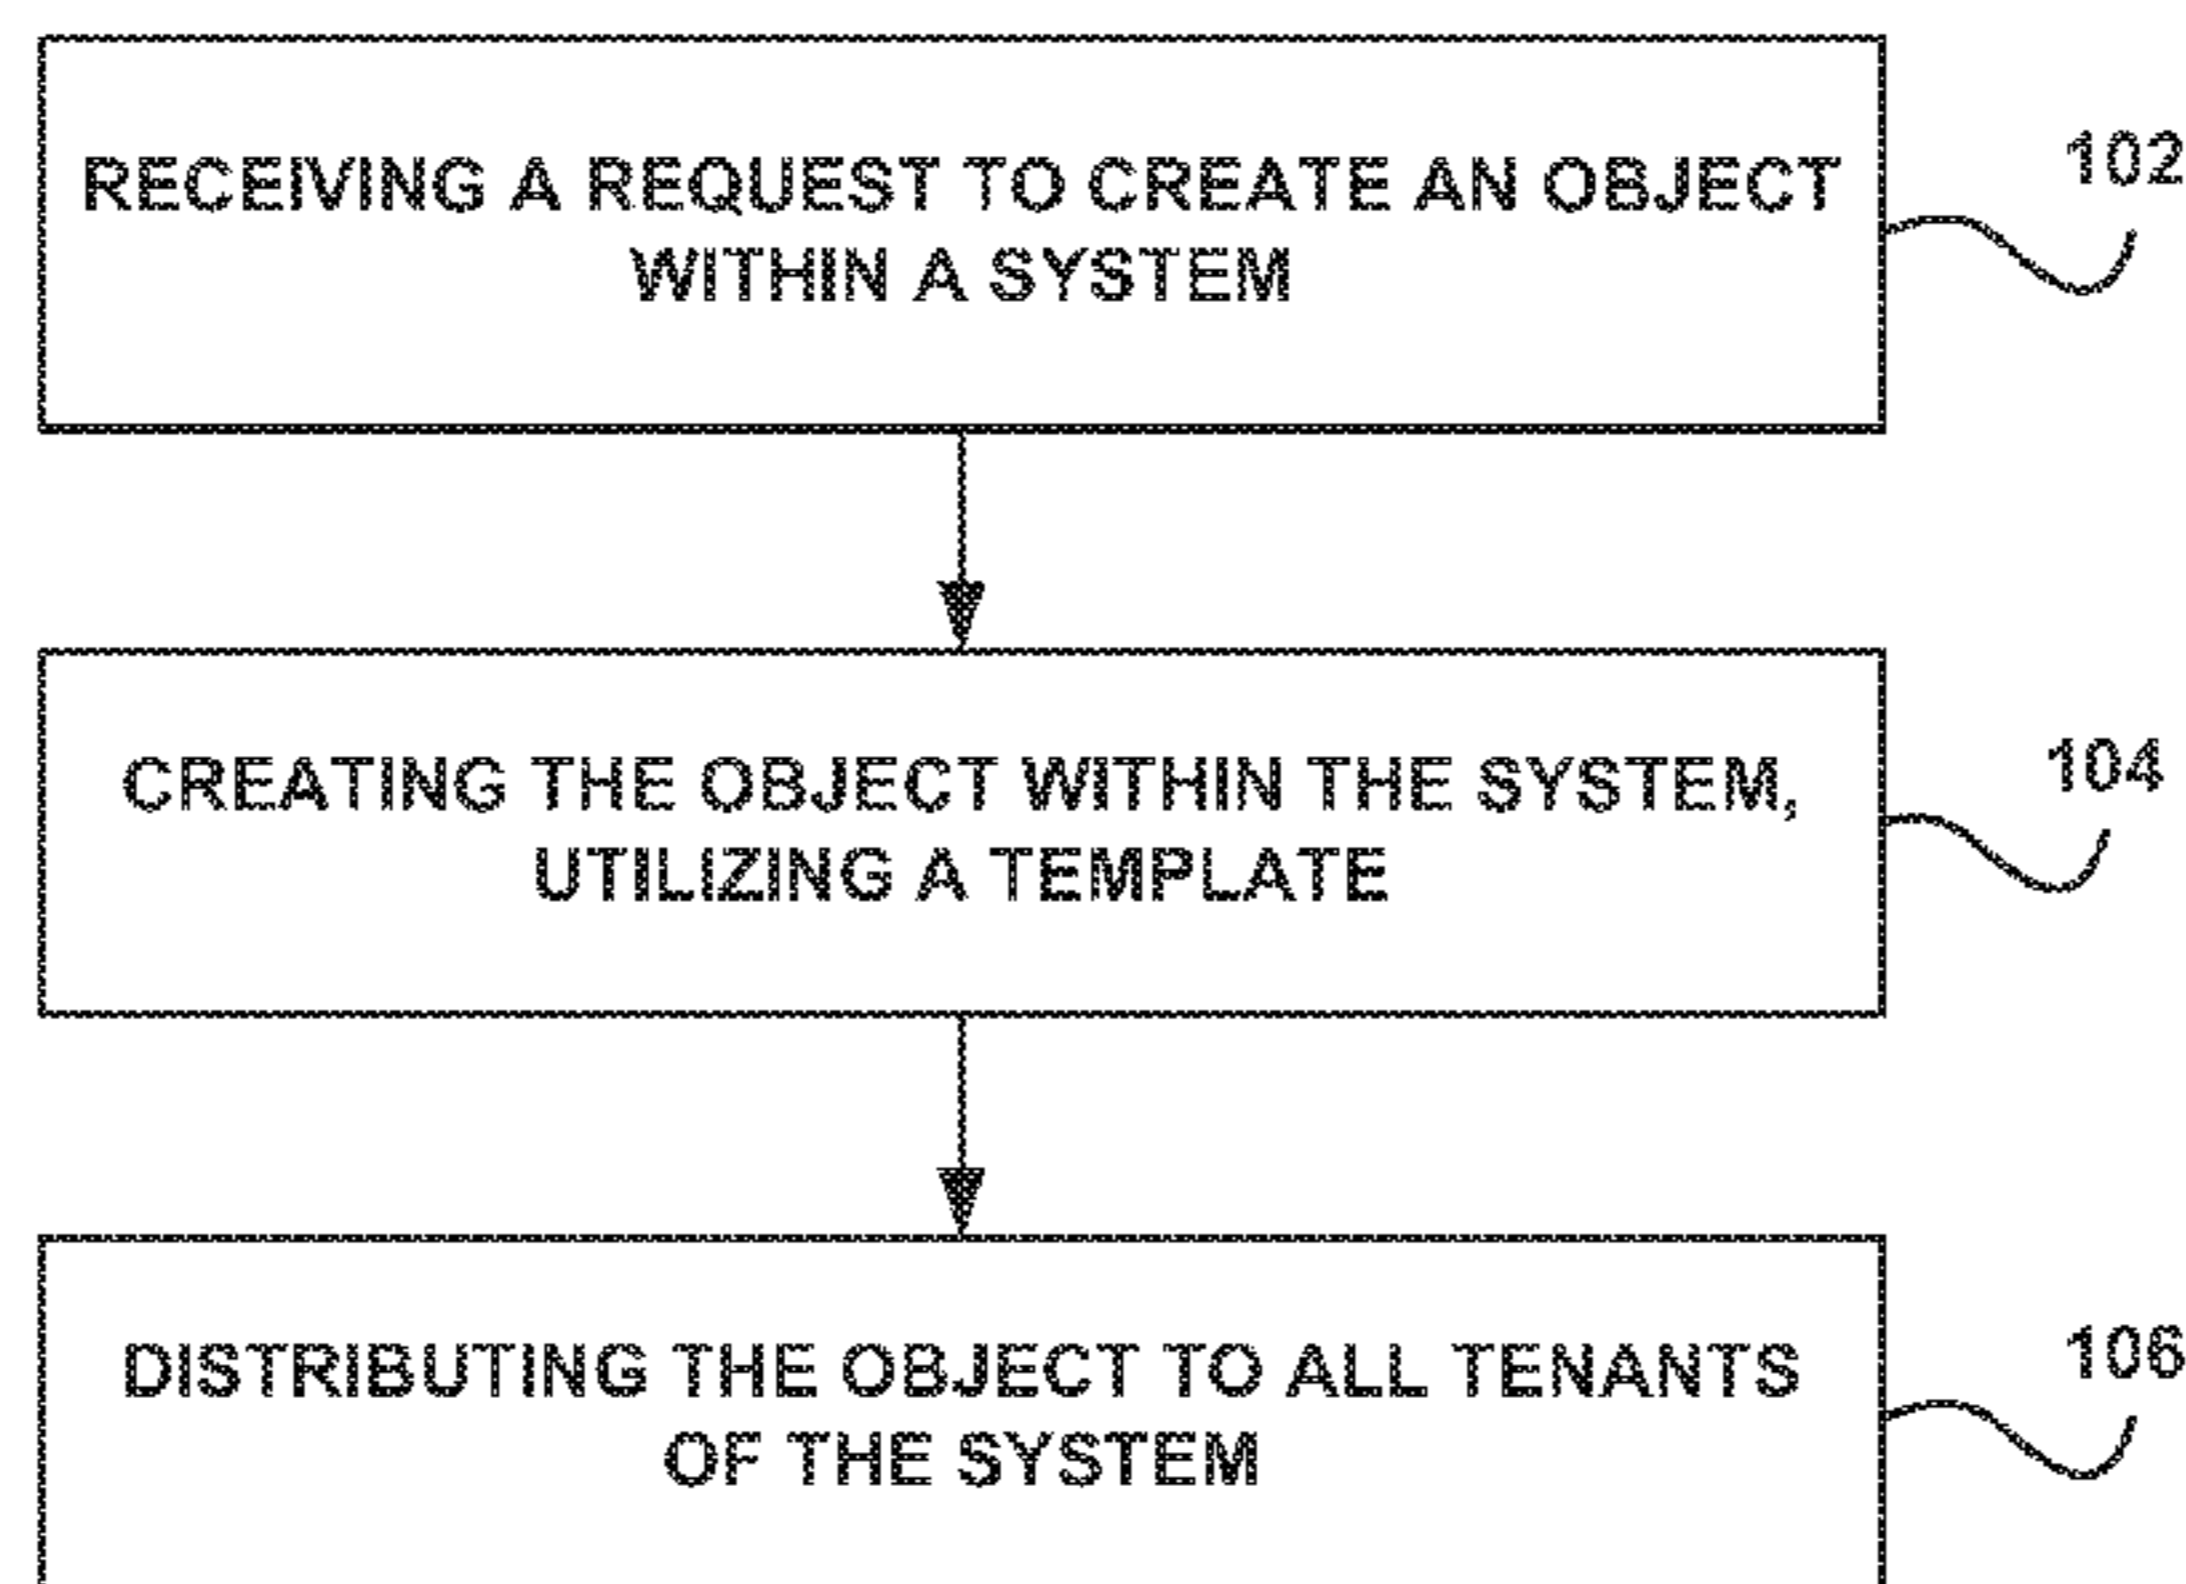 RECEIVING A REQUEST TO CREATE AN OBJECT
WITHIN A SYSTEM
102
CREATING THE OBJECT WITHIN THE SYSTEM,
UTILIZING A TEMPLATE
104
DISTRIBUTING THE OBJECT TO ALL TENANTS
OF THE SYSTEM
106